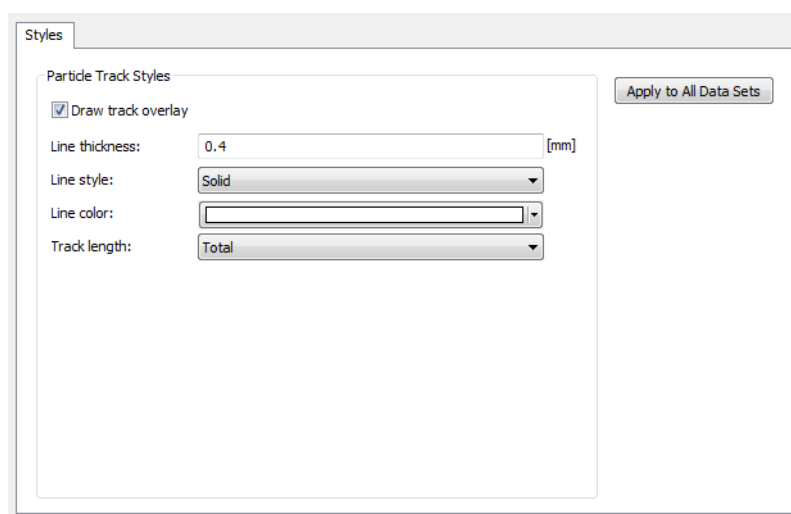 Styles
Particle Track Styles
Apply to All Data Sets
Draw track overlay
Line thickness: 0.4 [mm]
Line style: Solid
Line color:
Track length: Total